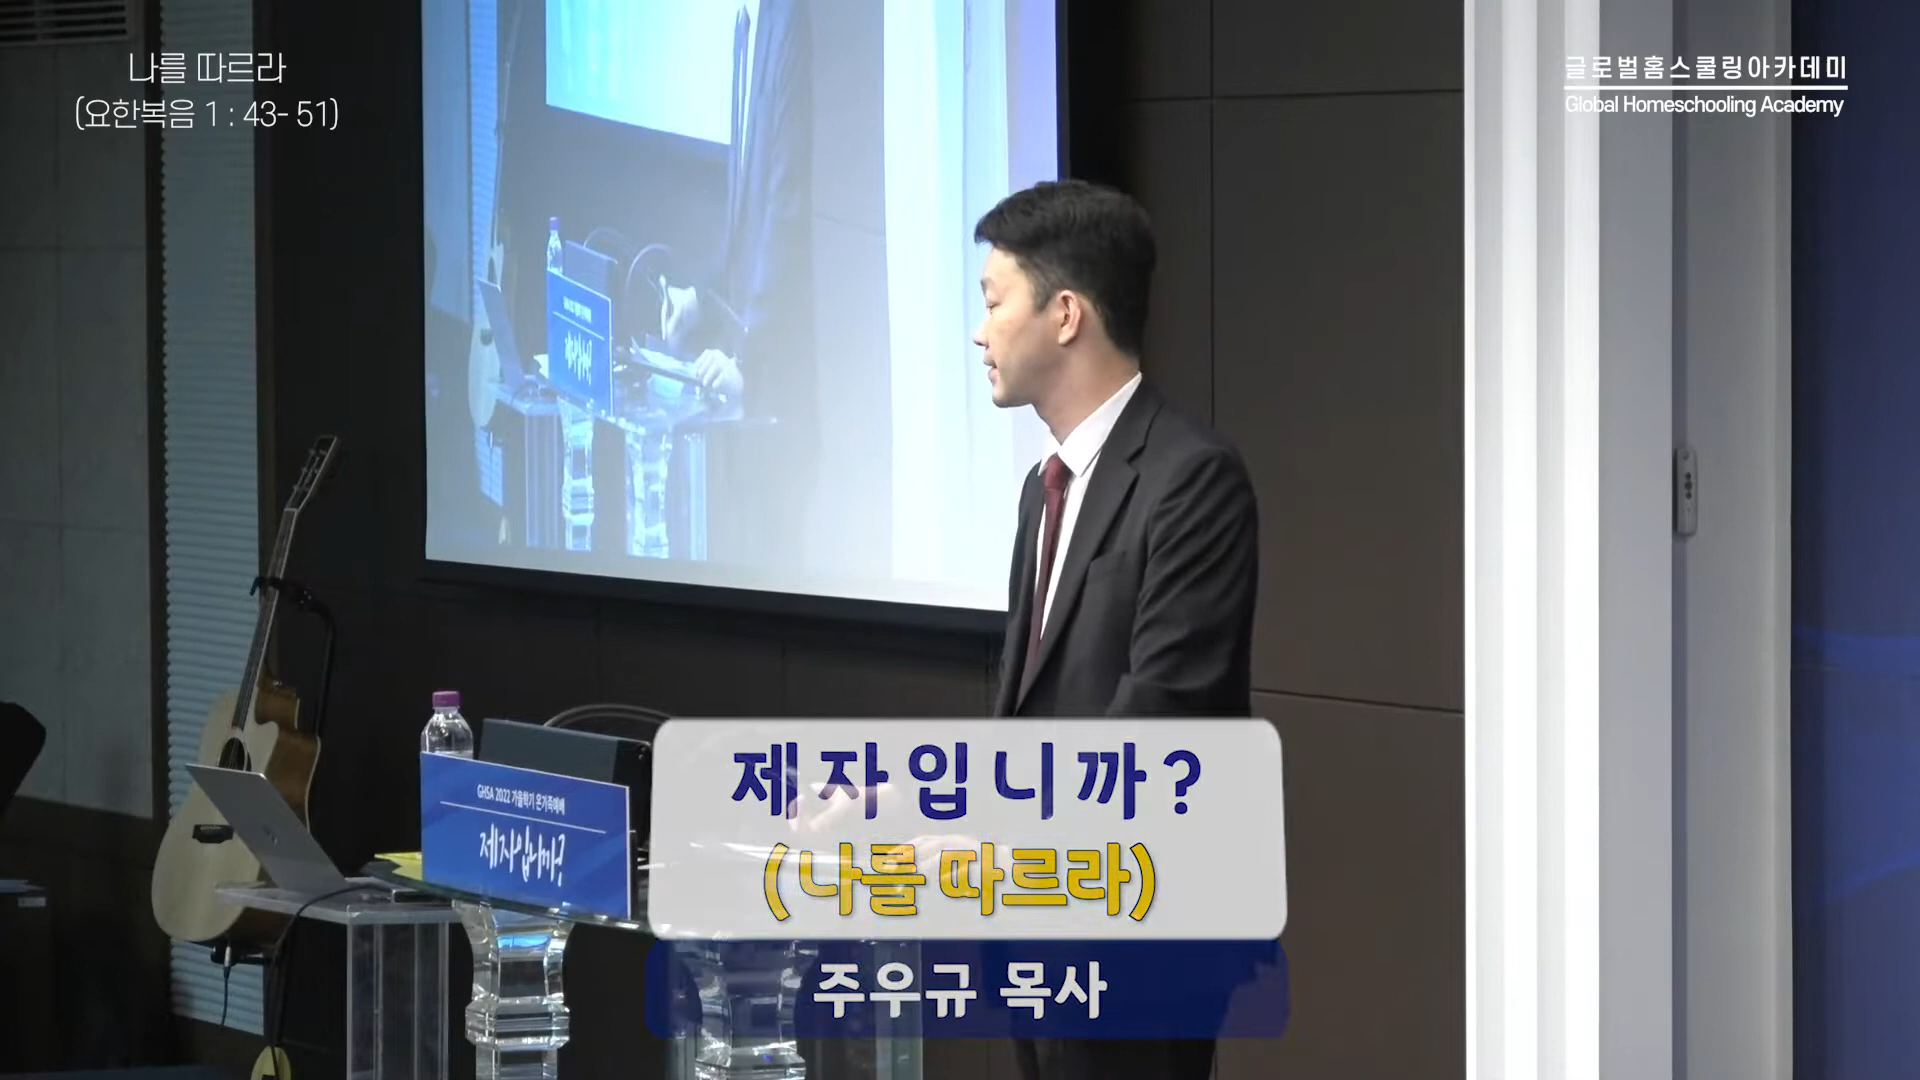 나를 따르라
(요한복음 1 : 43- 51)
글로벌홈스쿨링아카데미
Global Homeschooling Academy
GHSA 2022 가을학기 온가족예배
제자입니까?
제자입니까?
(나를 따르라)
주우규 목사